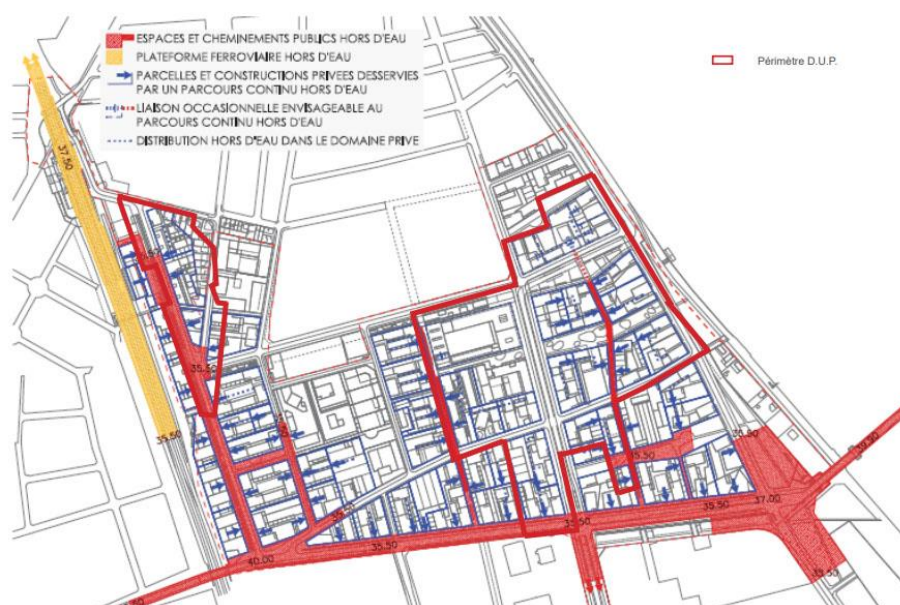 ESPACES ET CHEMINEMENTS PUBLICS HORS D'EAU
PLATEFORME FERROVIAIRE HORS D'EAU
PARCELLES ET CONSTRUCTIONS PRIVEES DESSERVIES
PAR UN PARCOURS CONTINU HORS D'EAU
LIAISON OCCASIONNELLE ENVISAGEABLE AU
PARCOURS CONTINU HORS D'EAU
DISTRIBUTION HORS D'EAU DANS LE DOMAINE PRIVE
Périmètre D.U.P.
37.50
35.50
35.50
35.50
35.50
37.00
35.50
35.50
35.50
40.00
35.50